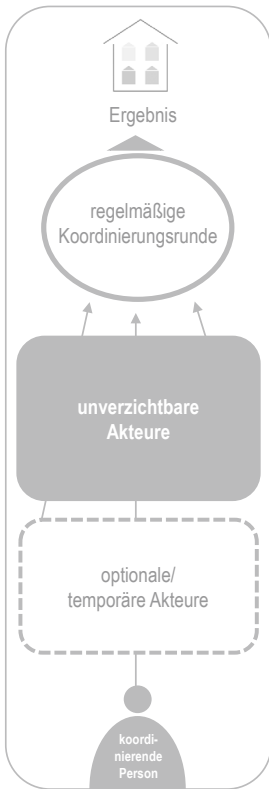 Ergebnis
regelmäßige
Koordinierungsrunde
unverzichtbare
Akteure
optionale/
temporäre Akteure
koordi-
nierende
Person